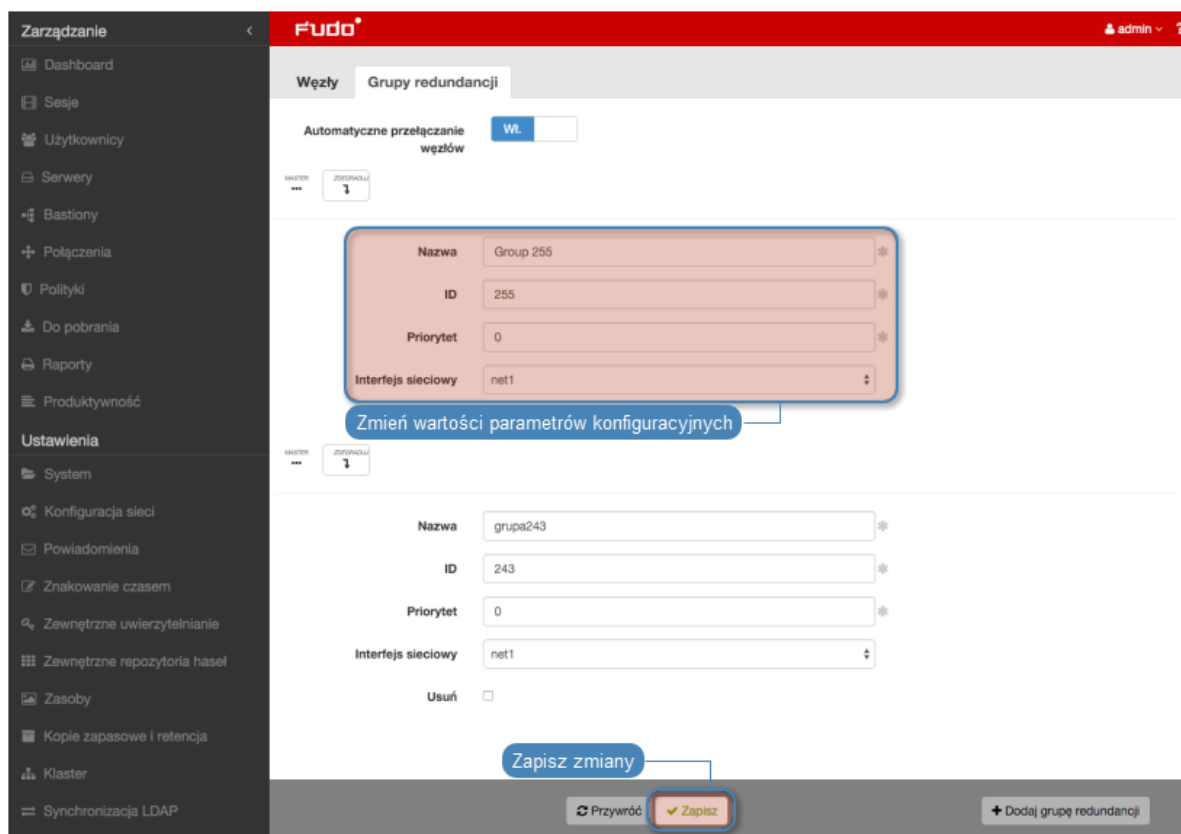 Zarządzanie
FUDO
admin
?
Dashboard
Sesje
Użytkownicy
Serwery
Bastiony
Połączenia
Polityki
Do pobrania
Raporty
Produktywność
Ustawienia
System
Konfiguracja sieci
Powiadomienia
Znakowanie czasem
Zewnętrzne uwierzytelnianie
Zewnętrzne repozytoria haseł
Zasoby
Kopie zapasowe i retencja
Klaster
Synchronizacja LDAP
Węzły
Grupy redundancji
Automatyczne przełączanie
węzłów
Wł.
MASTER
ZDEGRADUJ
Nazwa
Group 255
ID
255
Priorytet
0
Interfejs sieciowy
net1
Zmień wartości parametrów konfiguracyjnych
MASTER
ZDEGRADUJ
Nazwa
grupa243
ID
243
Priorytet
0
Interfejs sieciowy
net1
Usuń
Zapisz zmiany
Przywróć
Zapisz
Dodaj grupę redundancji